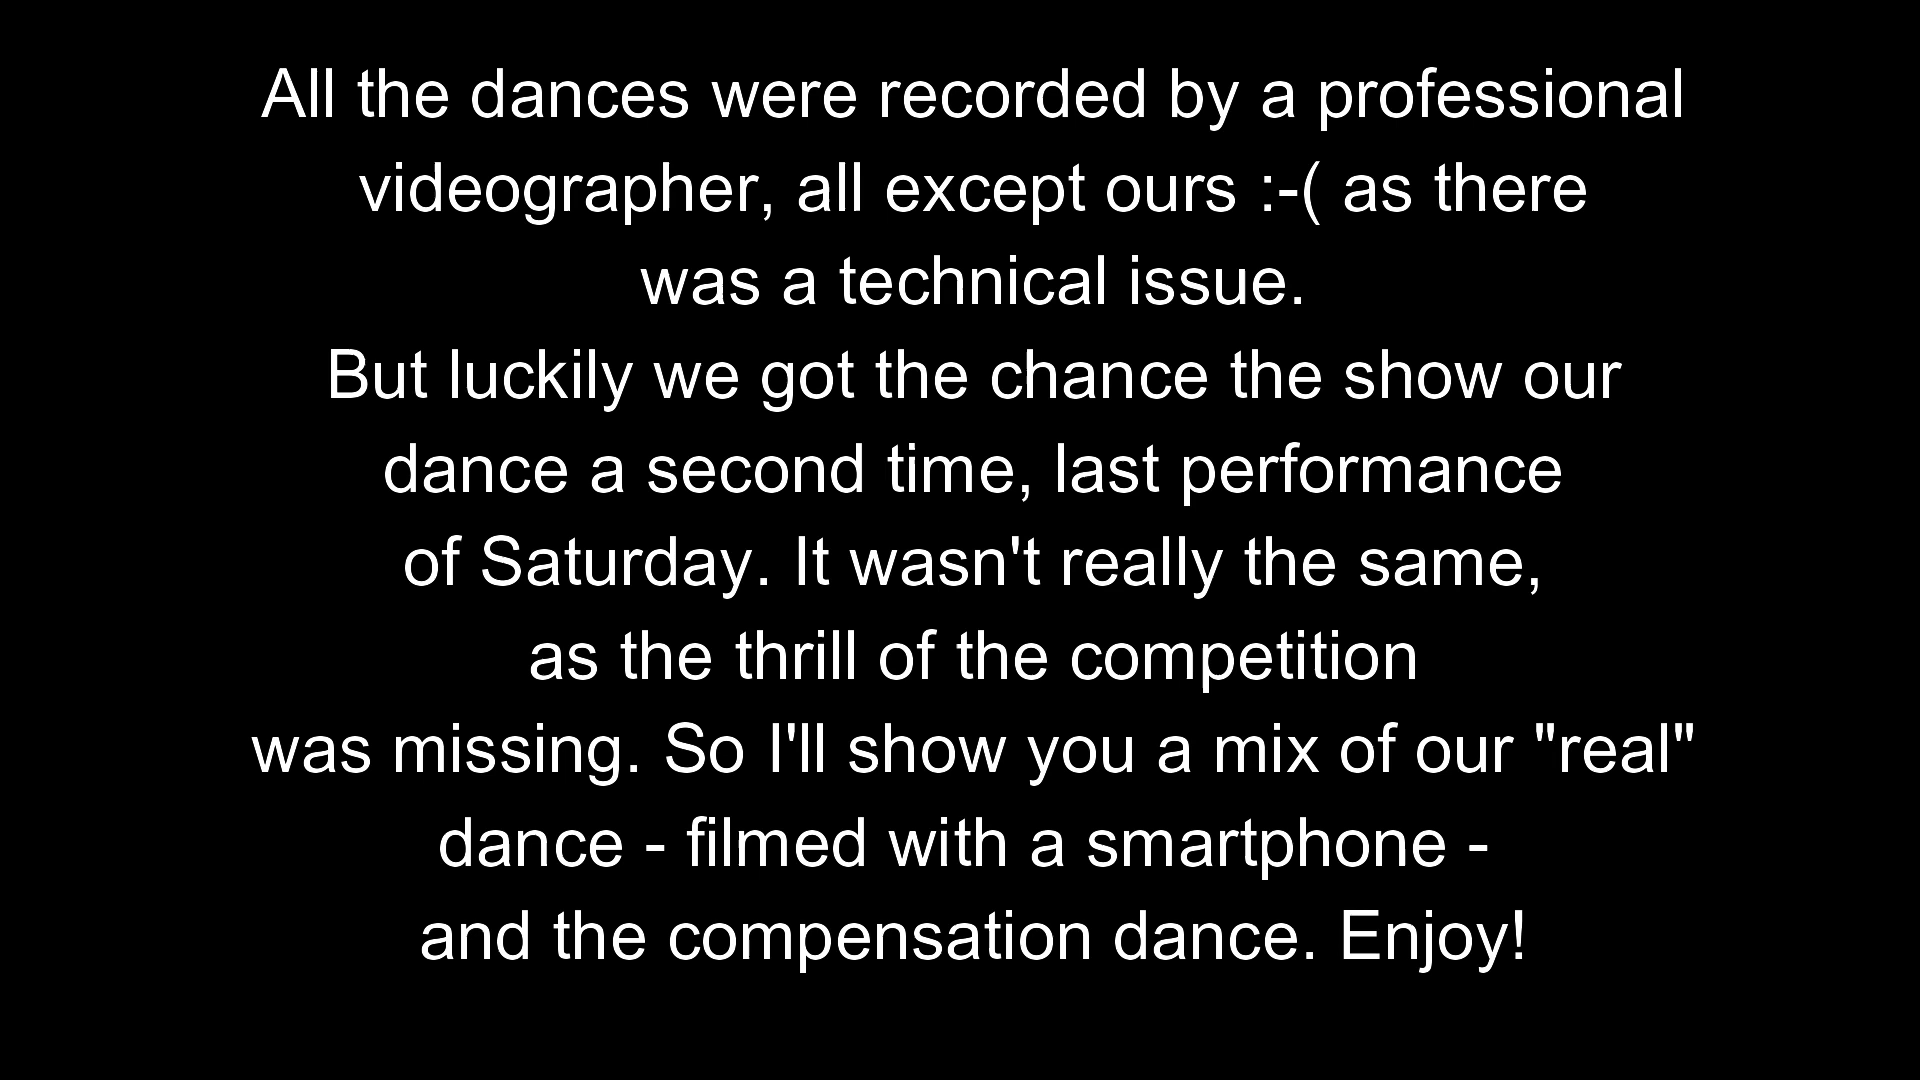 All the dances were recorded by a professional
videographer, all except ours :-( as there
was a technical issue.
But luckily we got the chance the show our
dance a second time, last performance
of Saturday. It wasn't really the same,
as the thrill of the competition
was missing. So I'll show you a mix of our "real"
dance - filmed with a smartphone -
and the compensation dance. Enjoy!